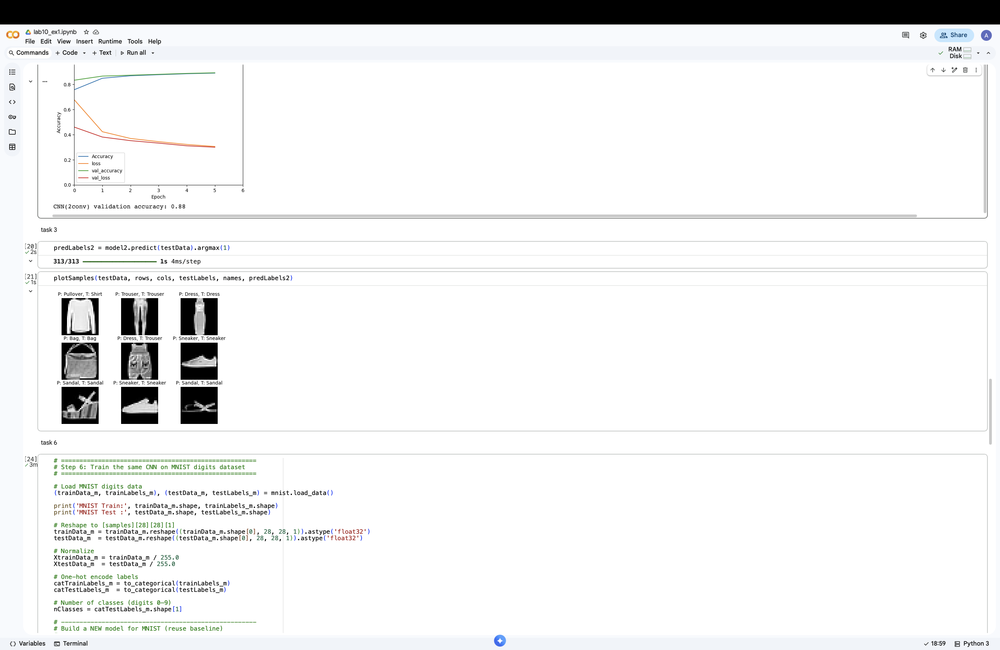 lab10_ex1.ipynb
File Edit View Insert Runtime Tools Help
Share
A
Commands + Code + Text Run all
RAM
Disk
0.8
0.6
0.4
0.2
0.0
Accuracy
Accuracy
loss
val_accuracy
val_loss
0 1 2 3 4 5 6
Epoch
CNN(2conv) validation accuracy: 0.88
task 3
[20]
2s
predLabels2 = model2.predict(testData).argmax(1)
313/313 1s 4ms/step
[21]
1s
plotSamples(testData, rows, cols, testLabels, names, predLabels2)
P: Pullover, T: Shirt P: Trouser, T: Trouser P: Dress, T: Dress
P: Bag, T: Bag P: Dress, T: Trouser P: Sneaker, T: Sneaker
P: Sandal, T: Sandal P: Sneaker, T: Sneaker P: Sandal, T: Sandal
task 6
[24]
3m
# =====================================================
# Step 6: Train the same CNN on MNIST digits dataset
# =====================================================
# Load MNIST digits data
(trainData_m, trainLabels_m), (testData_m, testLabels_m) = mnist.load_data()
print('MNIST Train:', trainData_m.shape, trainLabels_m.shape)
print('MNIST Test :', testData_m.shape, testLabels_m.shape)
# Reshape to [samples][28][28][1]
trainData_m = trainData_m.reshape((trainData_m.shape[0], 28, 28, 1)).astype('float32')
testData_m  = testData_m.reshape((testData_m.shape[0], 28, 28, 1)).astype('float32')
# Normalize
XtrainData_m = trainData_m / 255.0
XtestData_m  = testData_m / 255.0
# One-hot encode labels
catTrainLabels_m = to_categorical(trainLabels_m)
catTestLabels_m  = to_categorical(testLabels_m)
# Number of classes (digits 0–9)
nClasses = catTestLabels_m.shape[1]
# -----------------------------------------------------
# Build a NEW model for MNIST (reuse baseline)
Variables Terminal
18:59 Python 3